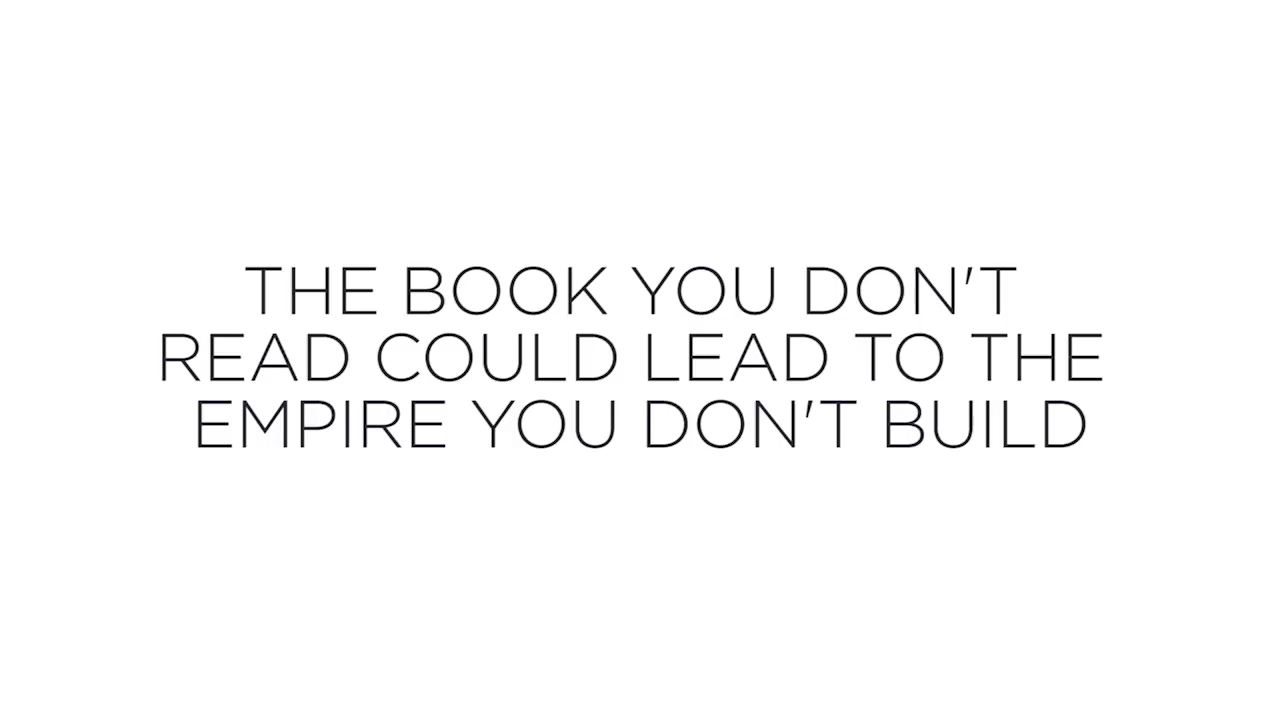 THE BOOK YOU DON'T
READ COULD LEAD TO THE
EMPIRE YOU DON'T BUILD